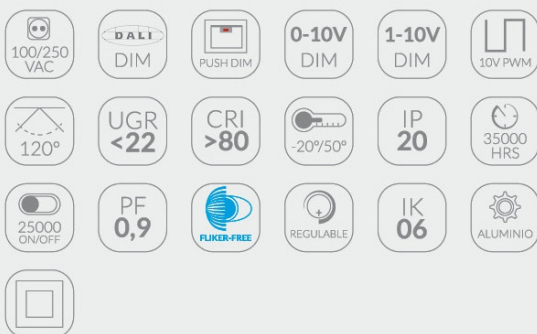 100/250
VAC
DALI
DIM
PUSH DIM
0-10V
DIM
1-10V
DIM
10V PWM
120°
UGR
<22
CRI
>80
-20°/50°
IP
20
35000
HRS
25000
ON/OFF
PF
0,9
FLIKER-FREE
REGULABLE
IK
06
ALUMINIO